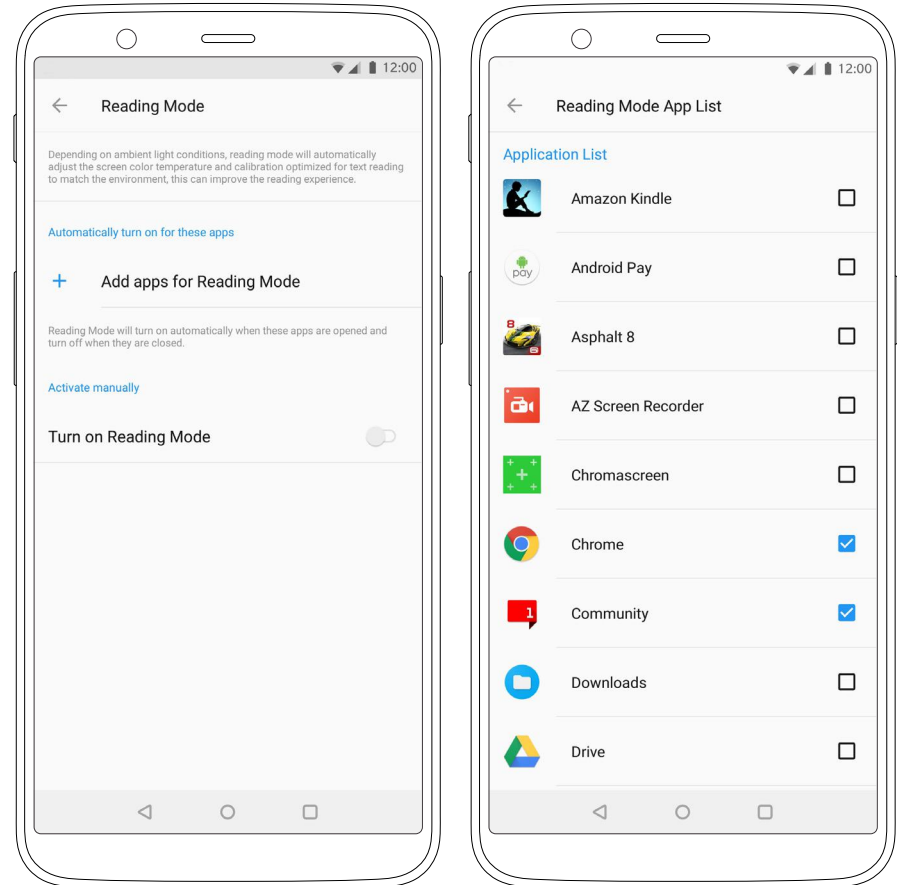 12:00
Reading Mode
Depending on ambient light conditions, reading mode will automatically
adjust the screen color temperature and calibration optimized for text reading
to match the environment, this can improve the reading experience.
Automatically turn on for these apps
+ Add apps for Reading Mode
Reading Mode will turn on automatically when these apps are opened and
turn off when they are closed.
Activate manually
Turn on Reading Mode
12:00
Reading Mode App List
Application List
Amazon Kindle
pay
Android Pay
8
Asphalt 8
AZ Screen Recorder
Chromascreen
Chrome
1
Community
Downloads
Drive